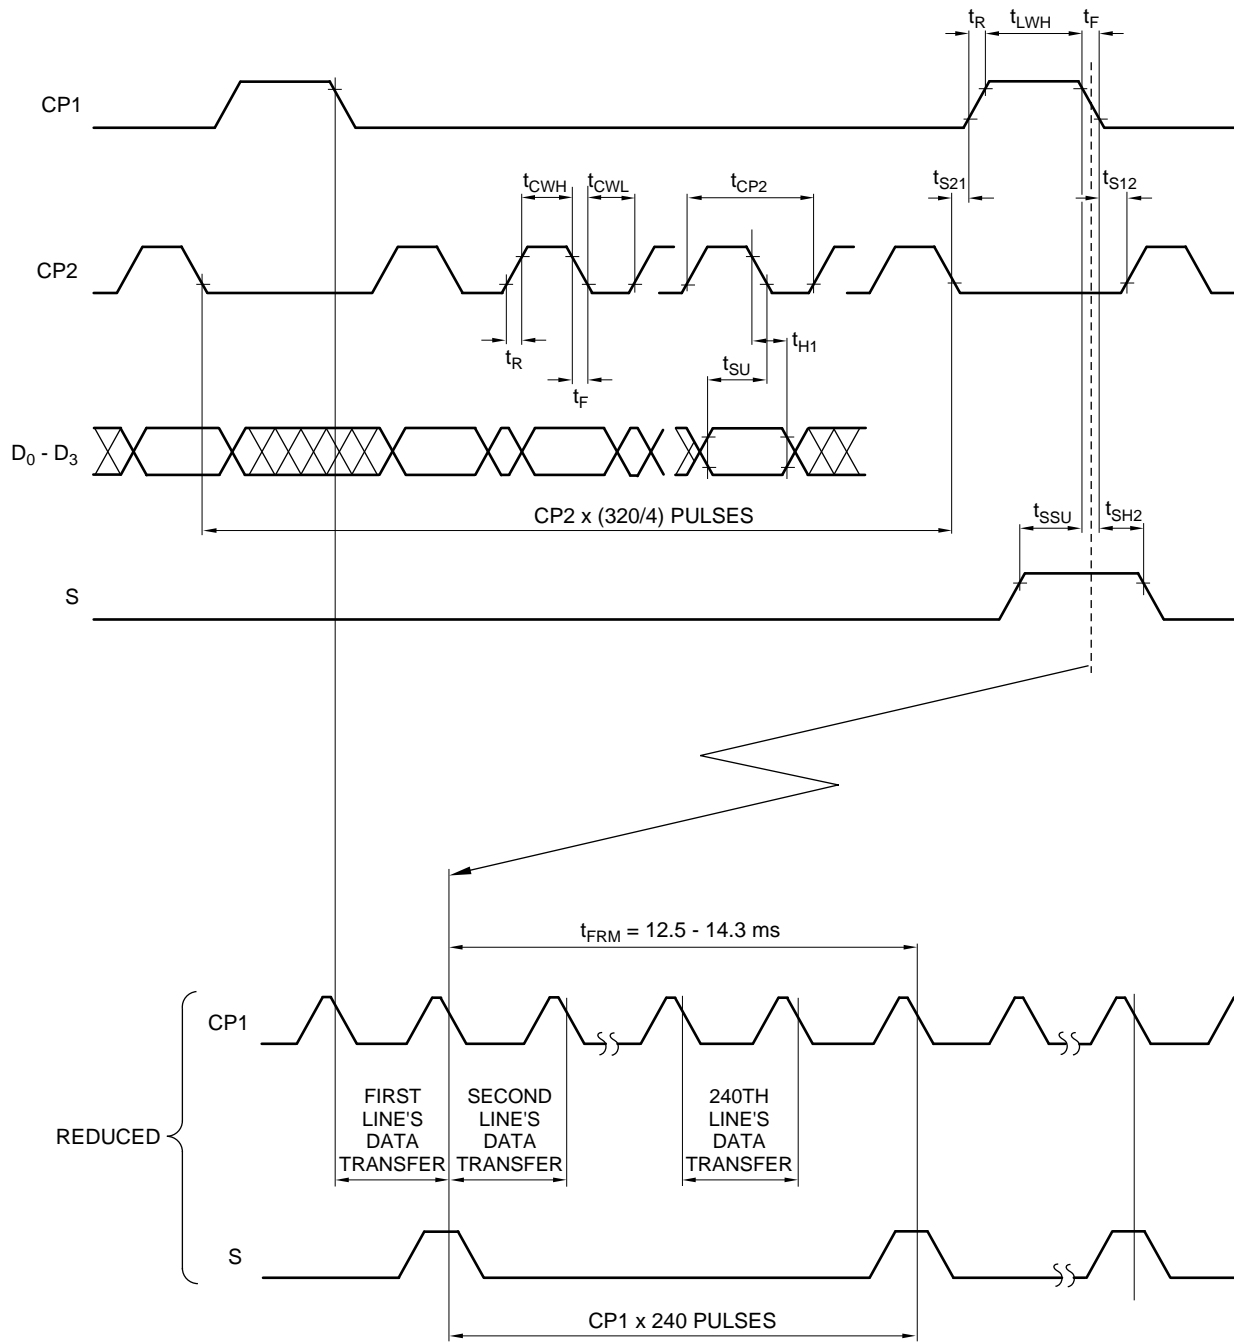 tR tLWH tF
CP1
tCWH tCWL tCP2 tS21 tS12
CP2
tR tF tSU tH1
D0 - D3
CP2 x (320/4) PULSES
tSSU tSH2
S
tFRM = 12.5 - 14.3 ms
CP1
REDUCED
FIRST
LINE'S
DATA
TRANSFER
SECOND
LINE'S
DATA
TRANSFER
240TH
LINE'S
DATA
TRANSFER
S
CP1 x 240 PULSES